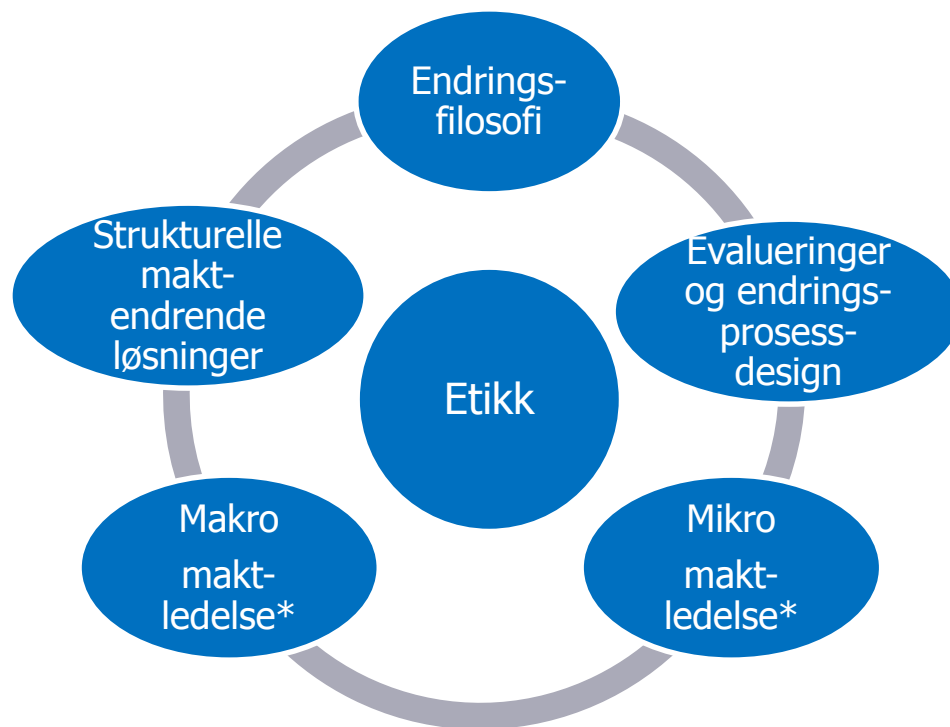 Endrings-
filosofi
Evalueringer
og endrings-
prosess-
design
Mikro
makt-
ledelse*
Makro
makt-
ledelse*
Strukturelle
makt-
endrende
løsninger
Etikk